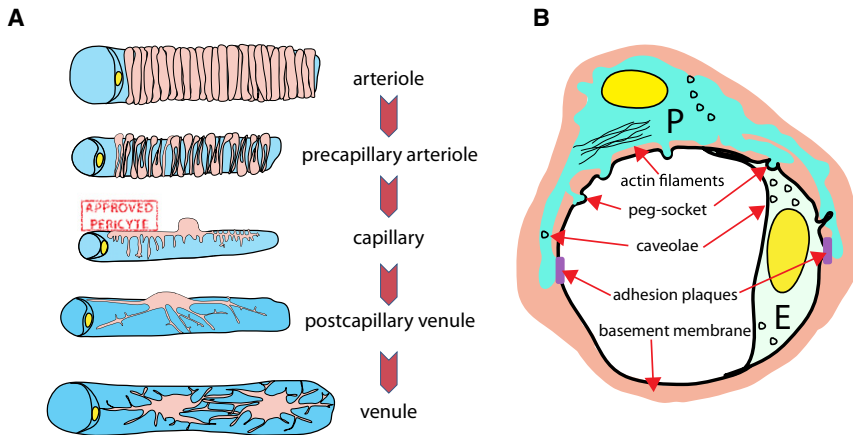 A
arteriole
precapillary arteriole
APPROVED
PERICYTE
capillary
postcapillary venule
venule
B
P
actin filaments
peg-socket
caveolae
adhesion plaques
E
basement membrane